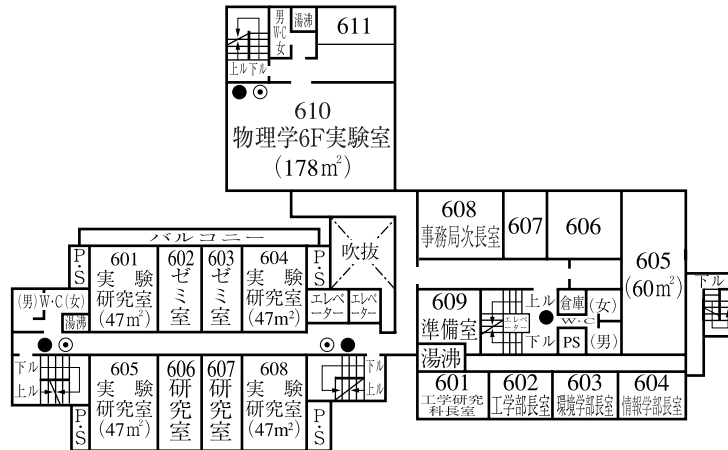 男
W·C
女
湯沸
611
上ル下ル
610
物理学6F実験室
(178㎡)
608
事務局次長室
607
606
605
(60㎡)
バルコニー
P·S
601
実験
研究室
(47㎡)
602
ゼミ室
603
ゼミ室
604
実験
研究室
(47㎡)
P·S
吹抜
エレベーター
エレベーター
(男)W·C(女)
湯沸
609
準備室
エレベーター
上ル
下ル
倉庫
(女)
W·C
PS
(男)
下ル
湯沸
下ル
上ル
605
実験
研究室
(47㎡)
606
研究室
607
研究室
608
実験
研究室
(47㎡)
下ル
上ル
P·S
P·S
601
工学研究
科長室
602
工学部長室
603
環境学部長室
604
情報学部長室